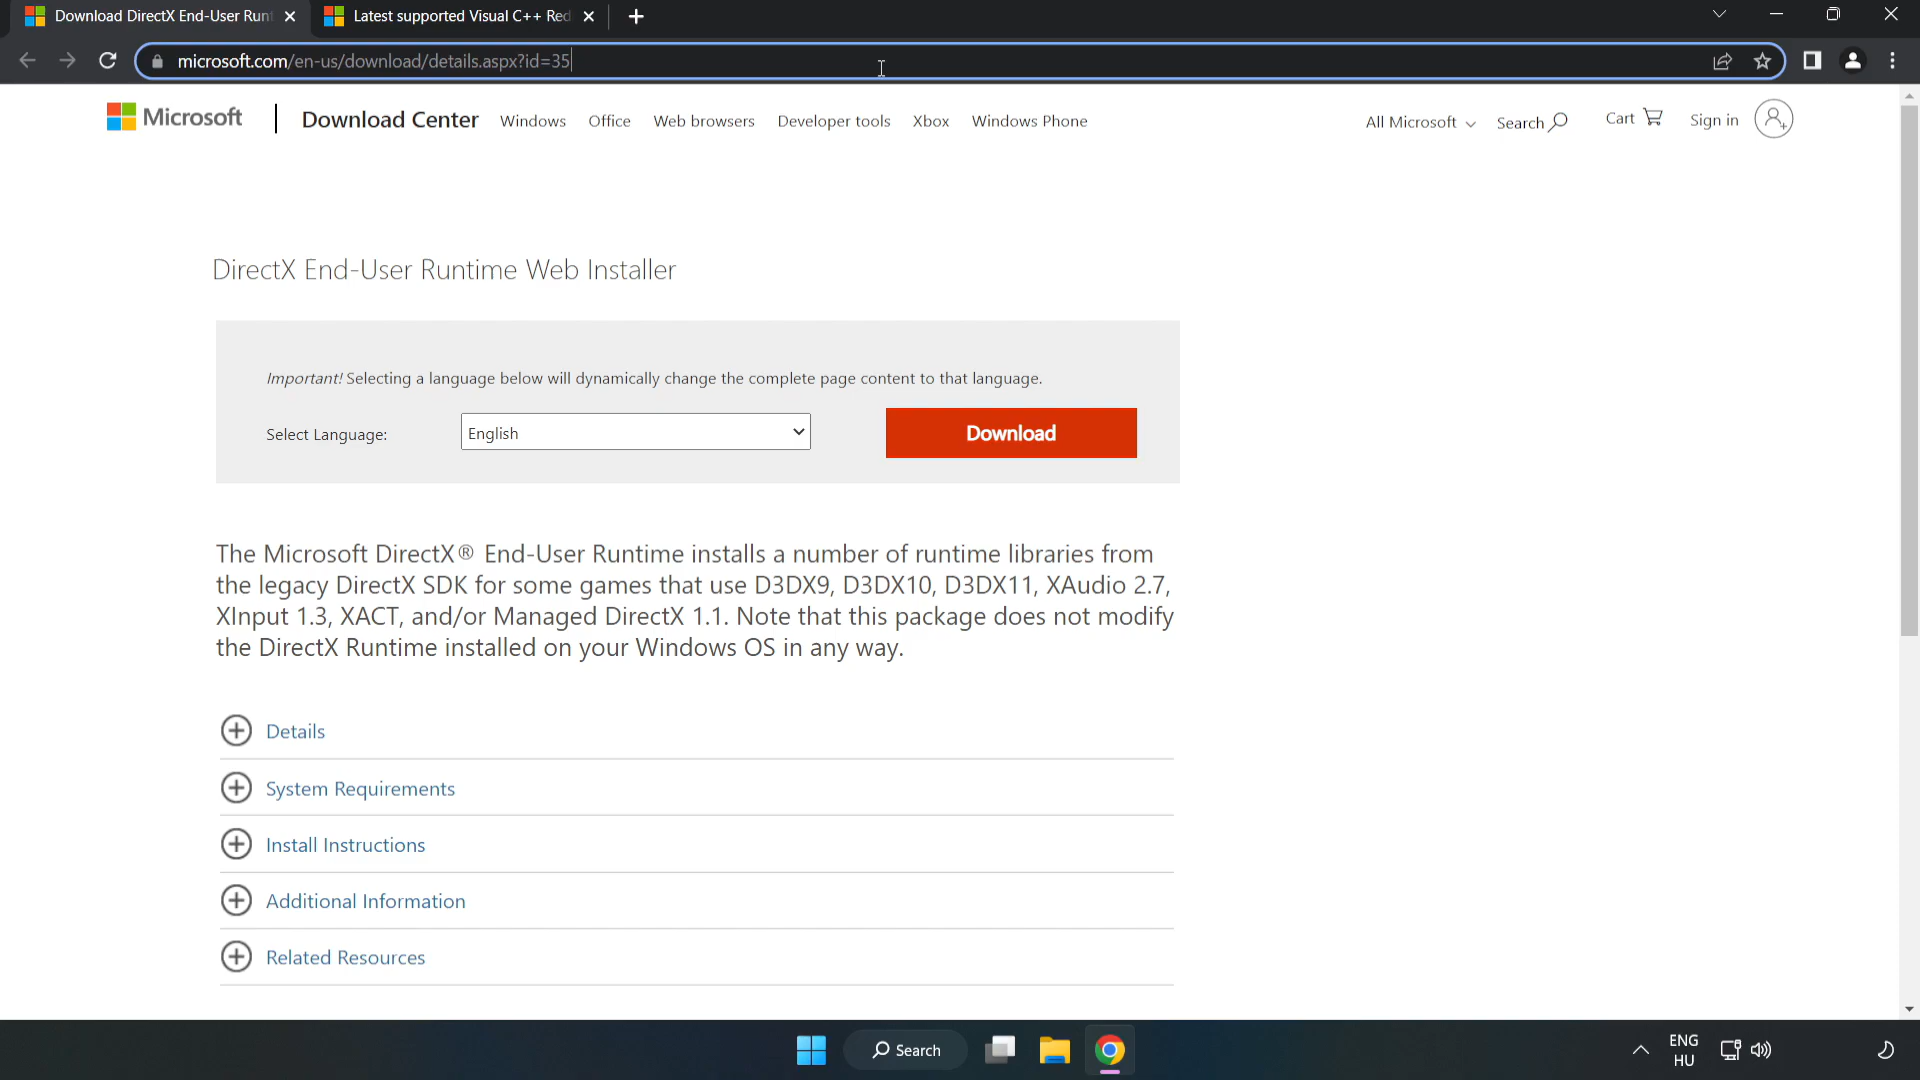 Download DirectX End-User Runt
Latest supported Visual C++ Red
microsoft.com/en-us/download/details.aspx?id=35
Microsoft
Download Center
Windows
Office
Web browsers
Developer tools
Xbox
Windows Phone
All Microsoft
Search
Cart
Sign in
DirectX End-User Runtime Web Installer
Important! Selecting a language below will dynamically change the complete page content to that language.
Select Language:
English
Download
The Microsoft DirectX® End-User Runtime installs a number of runtime libraries from
the legacy DirectX SDK for some games that use D3DX9, D3DX10, D3DX11, XAudio 2.7,
XInput 1.3, XACT, and/or Managed DirectX 1.1. Note that this package does not modify
the DirectX Runtime installed on your Windows OS in any way.
Details
System Requirements
Install Instructions
Additional Information
Related Resources
Search
ENG
HU